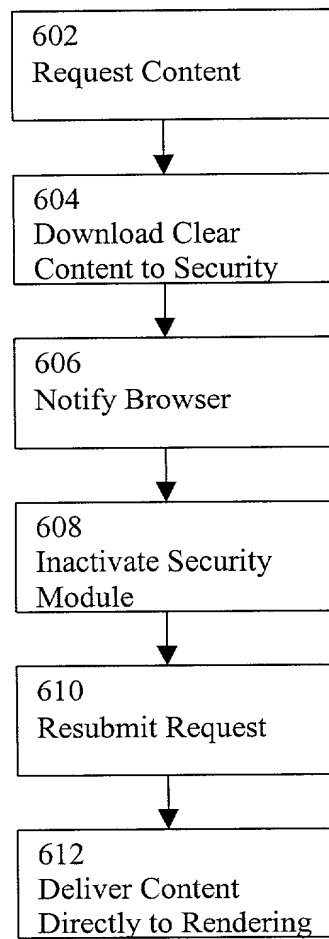 602
Request Content
604
Download Clear
Content to Security
606
Notify Browser
608
Inactivate Security
Module
610
Resubmit Request
612
Deliver Content
Directly to Rendering